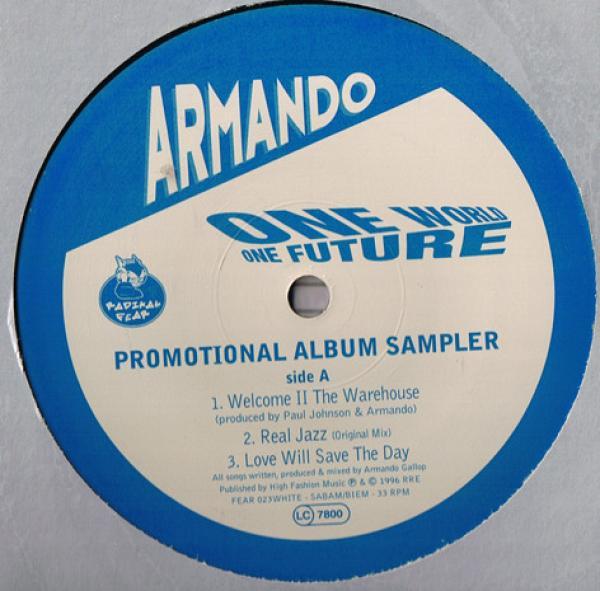 ARMANDO
ONE WORLD
ONE FUTURE
RADIKAL
FEAR
PROMOTIONAL ALBUM SAMPLER
side A
1. Welcome II The Warehouse
(produced by Paul Johnson & Armando)
2. Real Jazz (Original Mix)
3. Love Will Save The Day
All songs written, produced & mixed by Armando Gallop
Published by High Fashion Music ℗ & © 1996 RRE
FEAR 023WHITE - SABAM/BIEM - 33 RPM
LC 7800